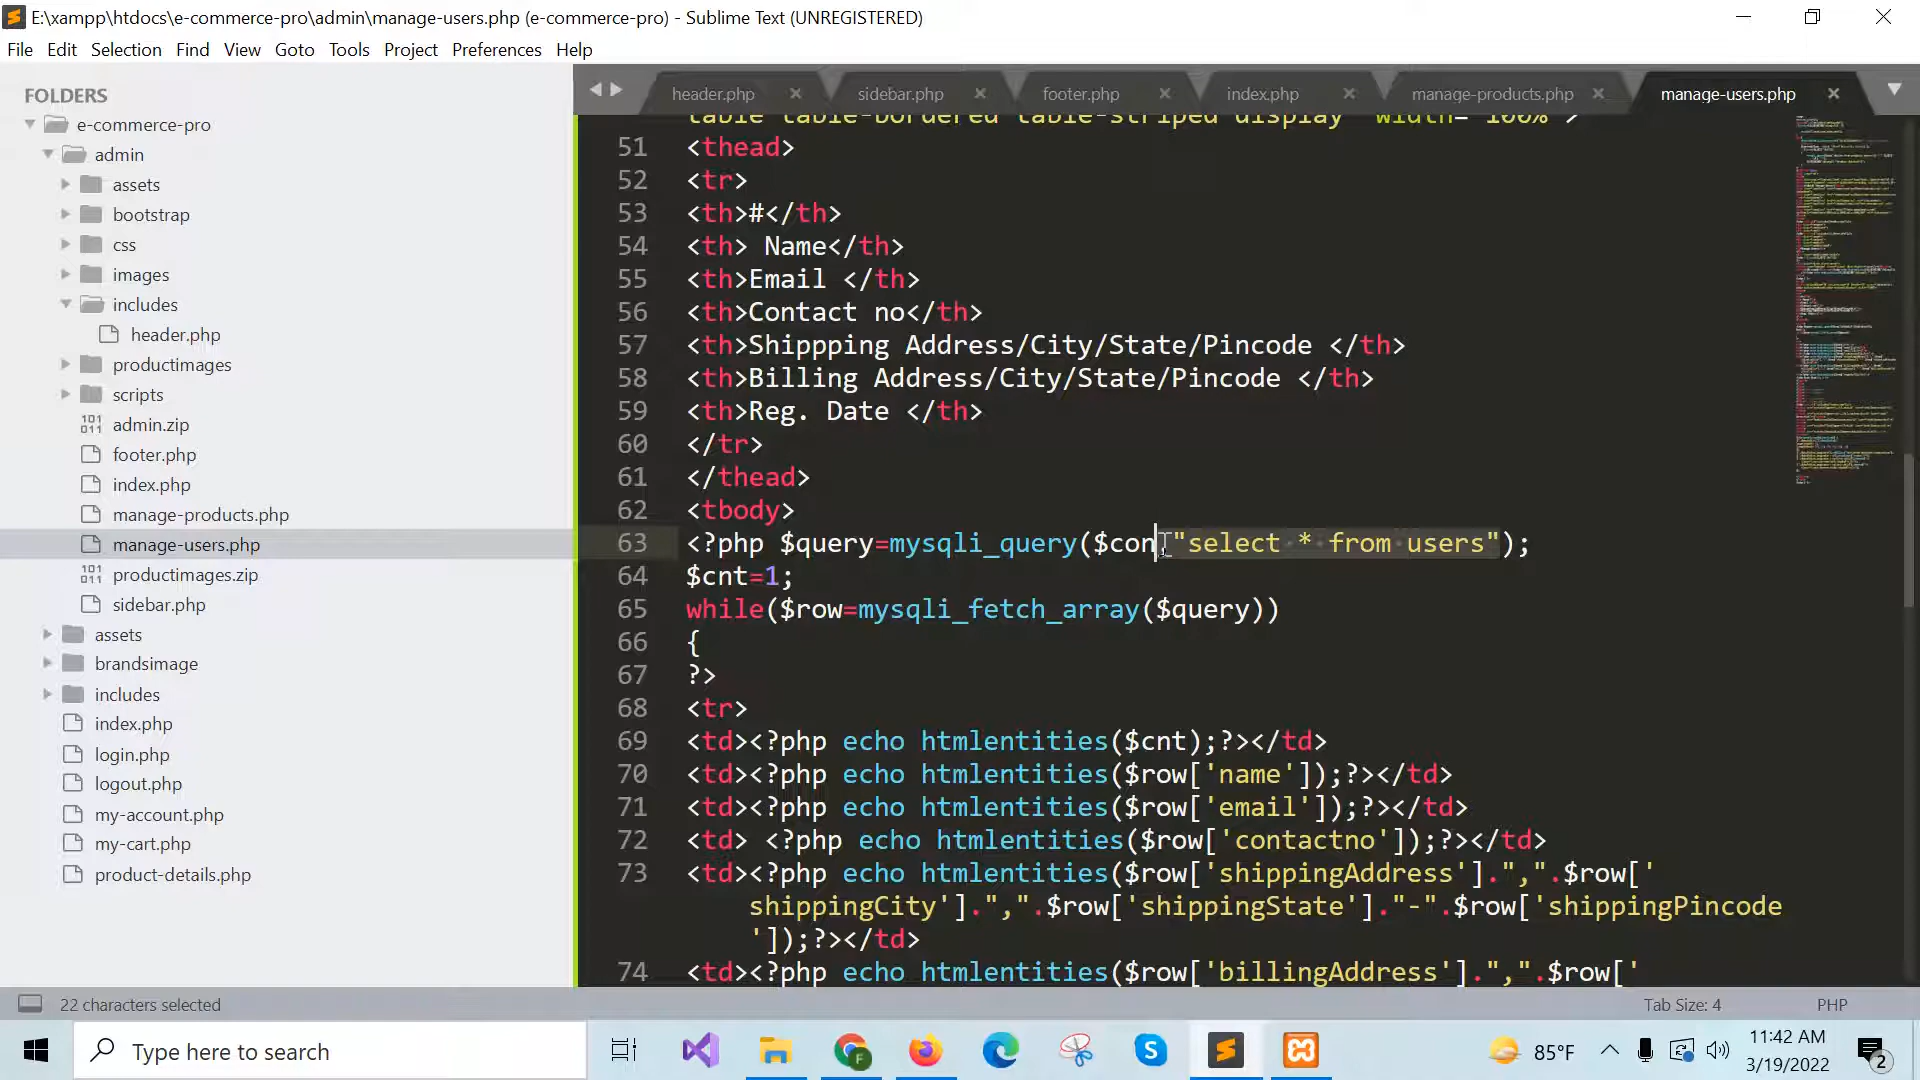 E:\xampp\htdocs\e-commerce-pro\admin\manage-users.php (e-commerce-pro) - Sublime Text (UNREGISTERED)
File Edit Selection Find View Goto Tools Project Preferences Help
FOLDERS
e-commerce-pro
admin
assets
bootstrap
css
images
includes
header.php
productimages
scripts
admin.zip
footer.php
index.php
manage-products.php
manage-users.php
productimages.zip
sidebar.php
assets
brandsimage
includes
index.php
login.php
logout.php
my-account.php
my-cart.php
product-details.php
header.php sidebar.php footer.php index.php manage-products.php manage-users.php
table table-bordered table-striped display" width="100%">
51 <thead>
52 <tr>
53 <th>#</th>
54 <th> Name</th>
55 <th>Email </th>
56 <th>Contact no</th>
57 <th>Shippping Address/City/State/Pincode </th>
58 <th>Billing Address/City/State/Pincode </th>
59 <th>Reg. Date </th>
60 </tr>
61 </thead>
62 <tbody>
63 <?php $query=mysqli_query($con,"select * from users");
64 $cnt=1;
65 while($row=mysqli_fetch_array($query))
66 {
67 ?>
68 <tr>
69 <td><?php echo htmlentities($cnt);?></td>
70 <td><?php echo htmlentities($row['name']);?></td>
71 <td><?php echo htmlentities($row['email']);?></td>
72 <td> <?php echo htmlentities($row['contactno']);?></td>
73 <td><?php echo htmlentities($row['shippingAddress'].",".$row['
shippingCity'].",".$row['shippingState']."-".$row['shippingPincode
']);?></td>
74 <td><?php echo htmlentities($row['billingAddress'].",".$row['
22 characters selected
Tab Size: 4 PHP
Type here to search
85°F
11:42 AM
3/19/2022
2